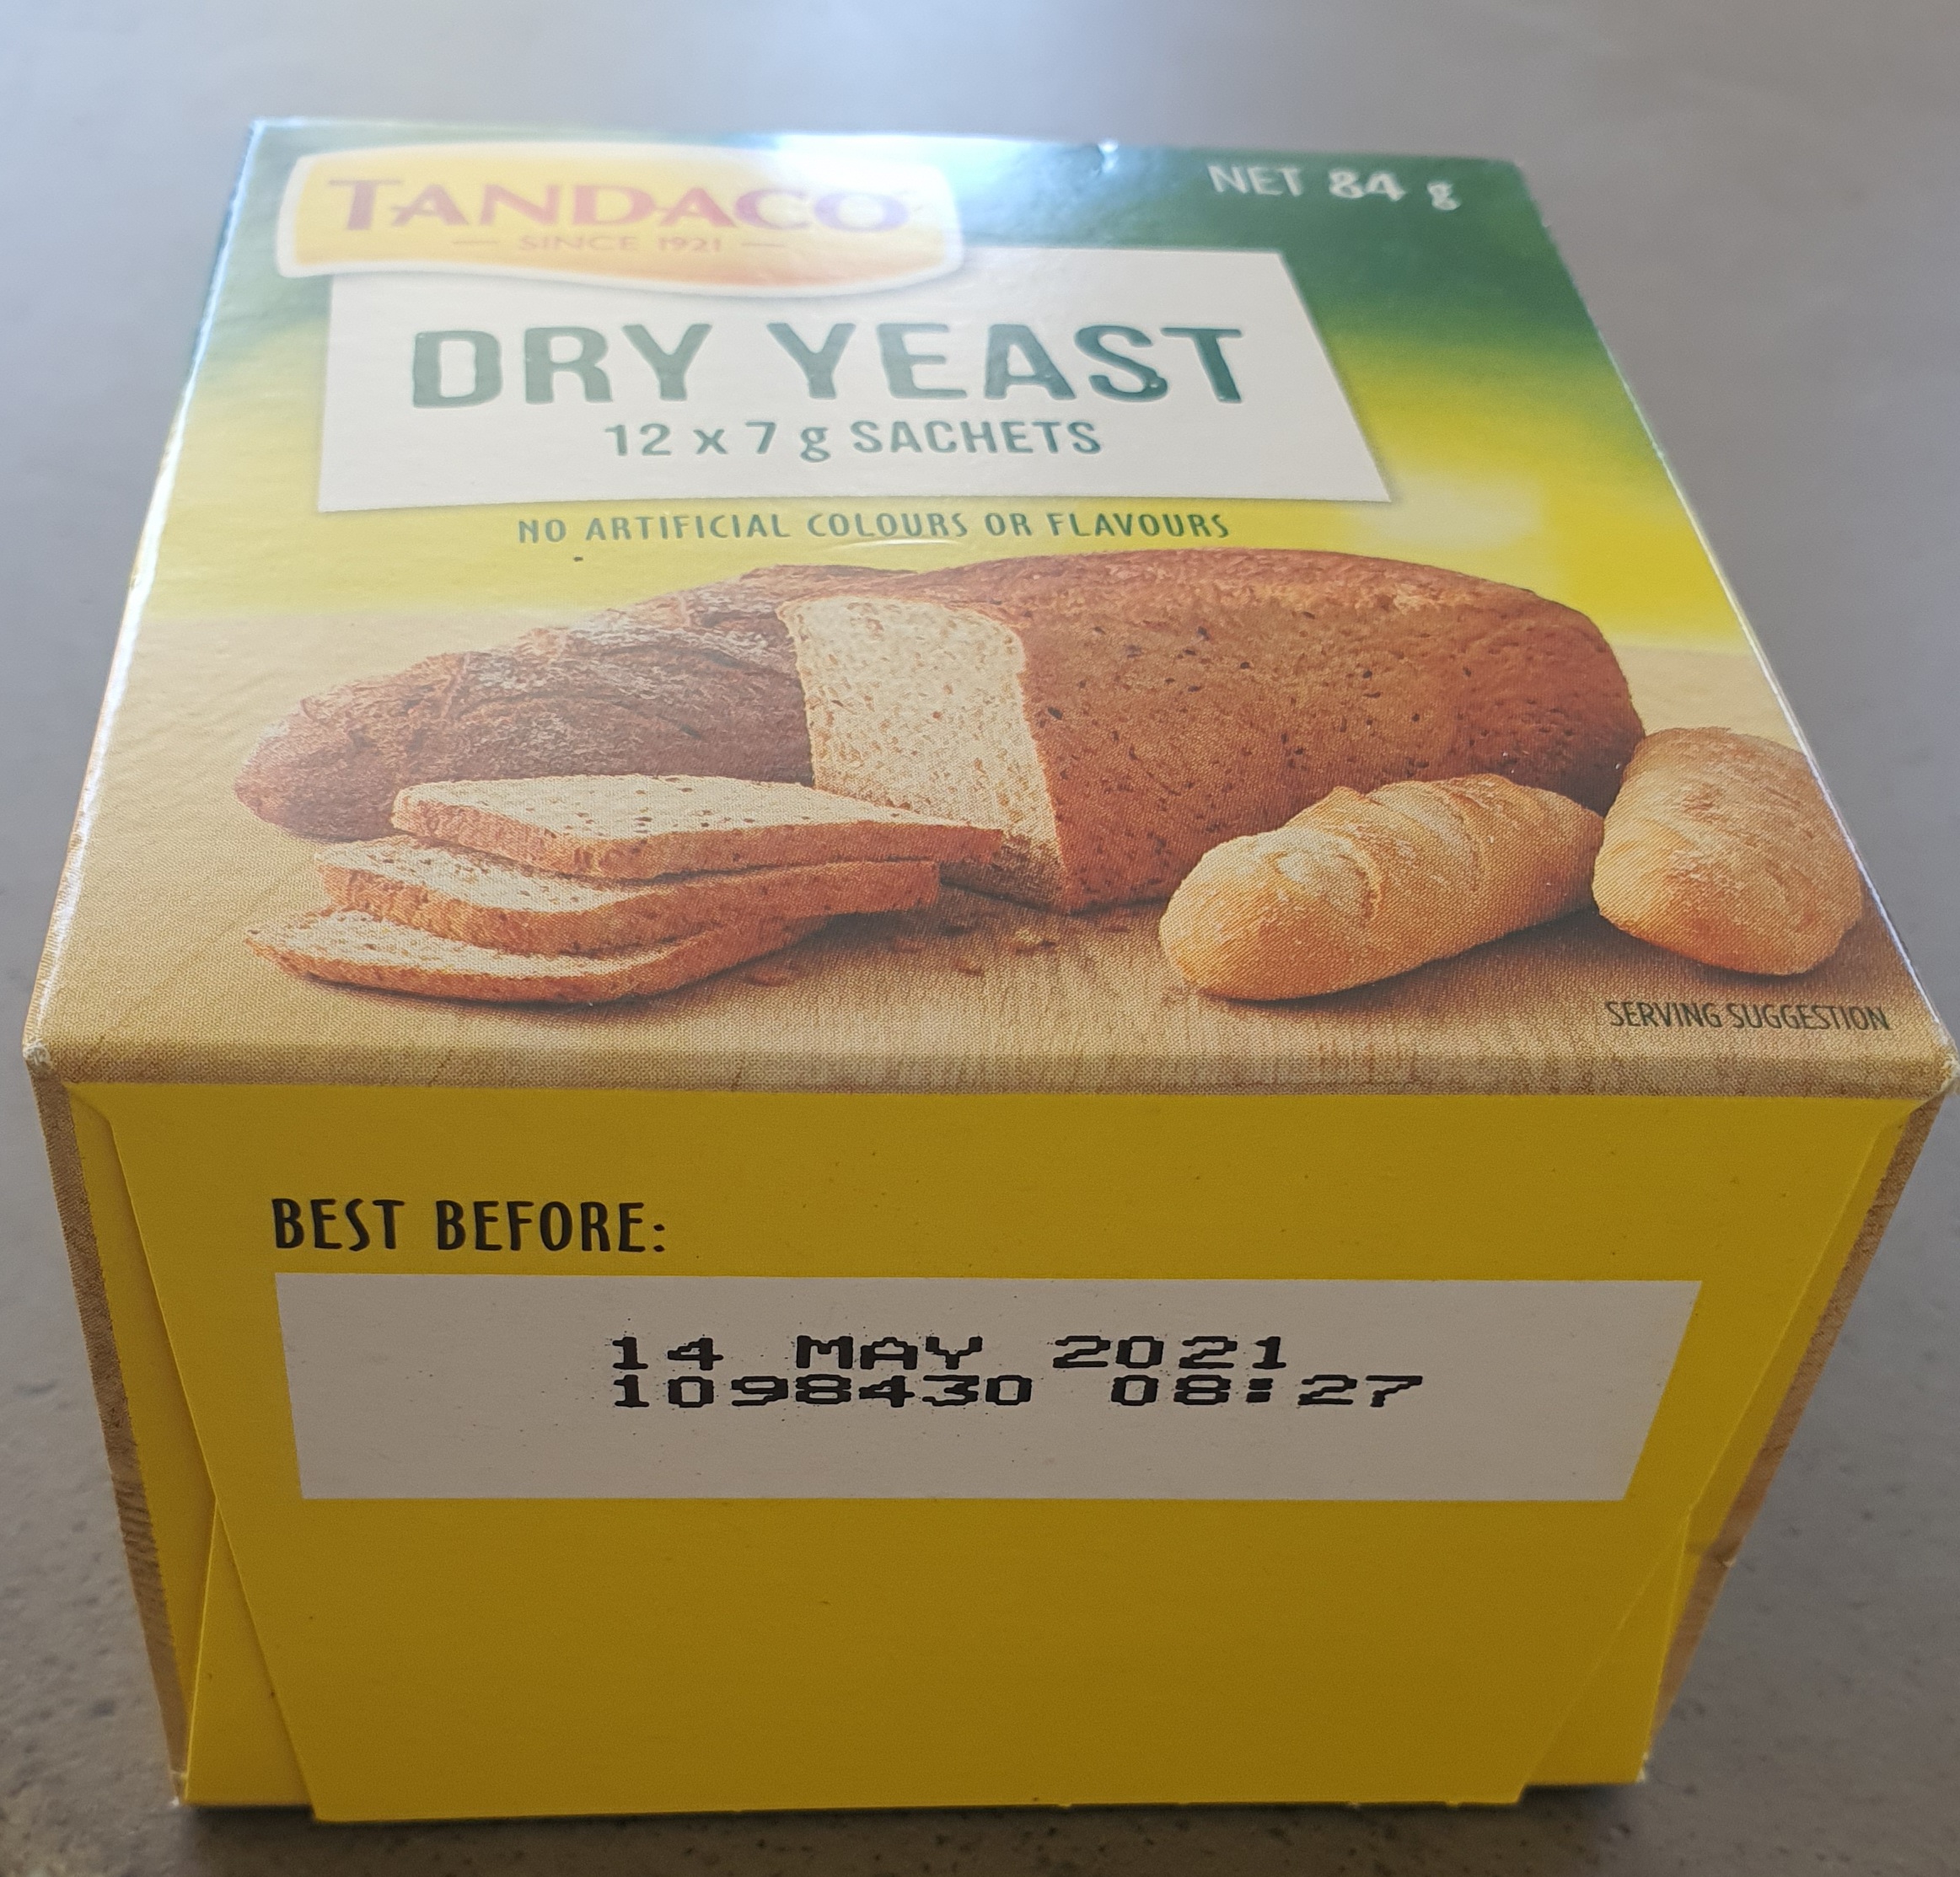 TANDACO
SINCE 1921
NET 84 g
DRY YEAST
12 x 7 g SACHETS
NO ARTIFICIAL COLOURS OR FLAVOURS
SERVING SUGGESTION
BEST BEFORE:
14 MAY 2021
1098430 08:27